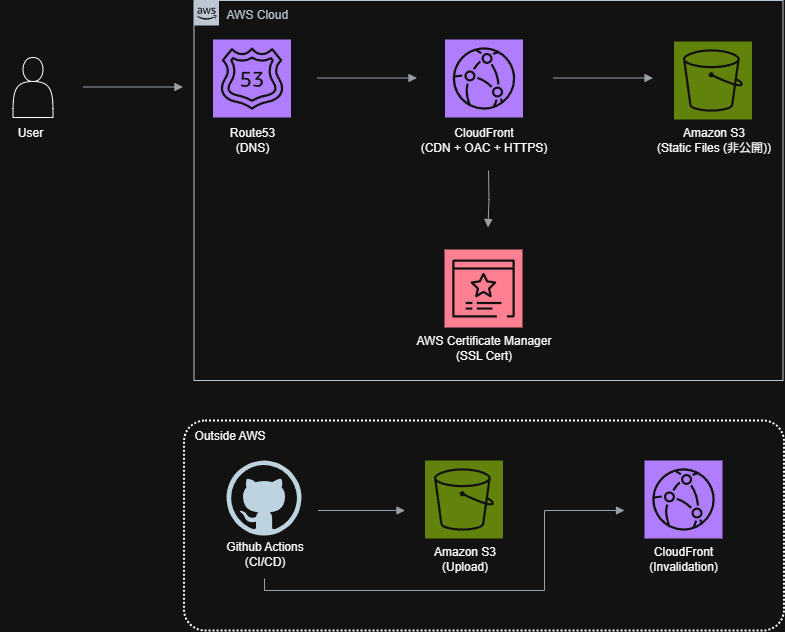 aws
AWS Cloud
User
53
Route53
(DNS)
CloudFront
(CDN + OAC + HTTPS)
Amazon S3
(Static Files (非公開))
AWS Certificate Manager
(SSL Cert)
Outside AWS
Github Actions
(CI/CD)
Amazon S3
(Upload)
CloudFront
(Invalidation)